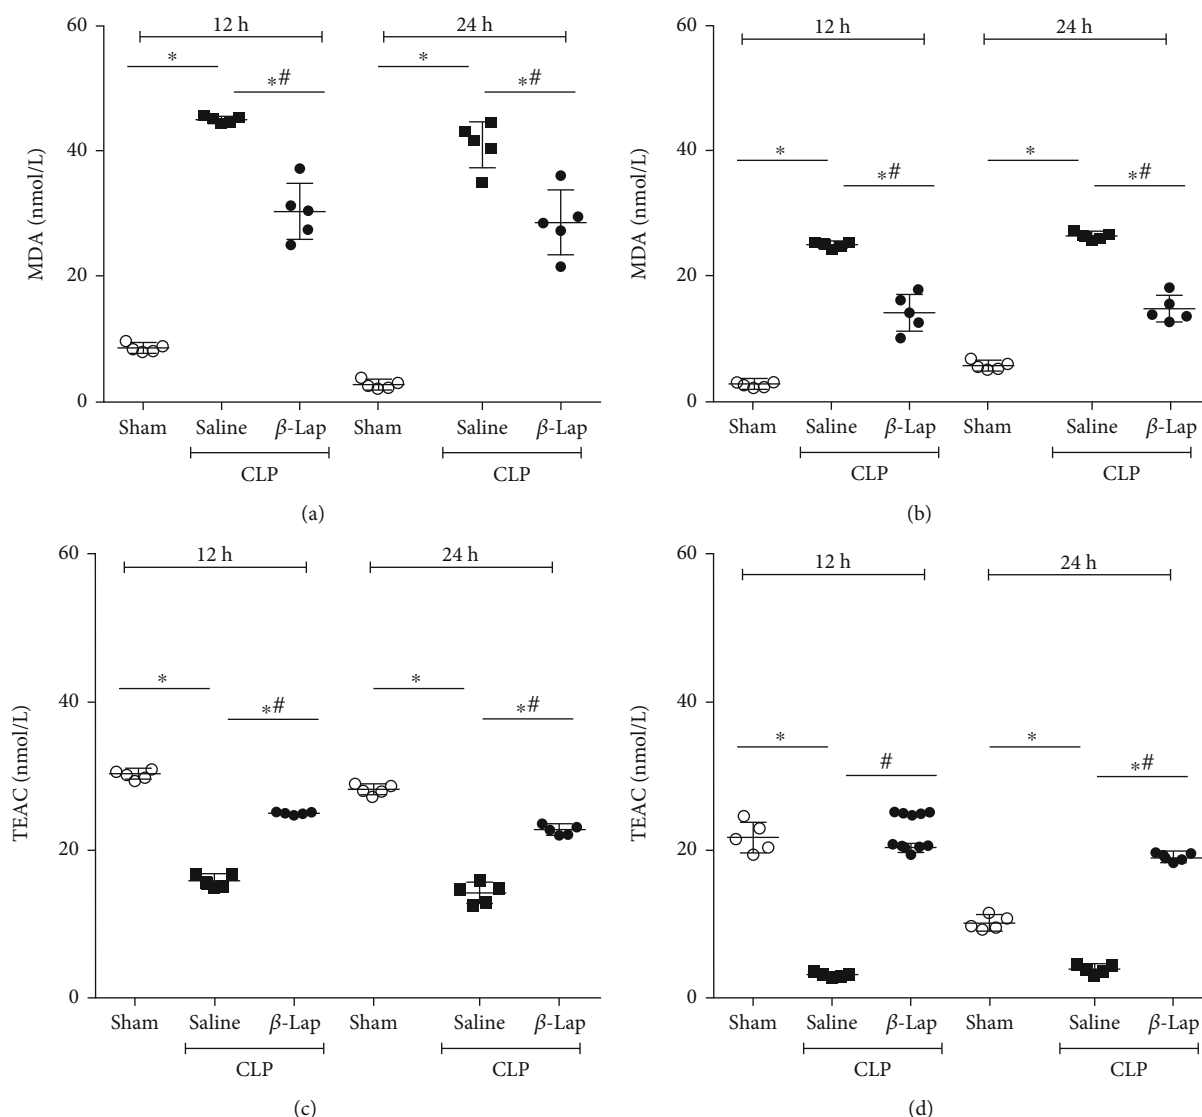 60
40
20
0
MDA (nmol/L)
12 h
24 h
*
*#
*
*#
Sham
Saline
β-Lap
Sham
Saline
β-Lap
CLP
CLP
(a)
60
40
20
0
MDA (nmol/L)
12 h
24 h
*
*#
*
*#
Sham
Saline
β-Lap
Sham
Saline
β-Lap
CLP
CLP
(b)
60
40
20
0
TEAC (nmol/L)
12 h
24 h
*
*#
*
*#
Sham
Saline
β-Lap
Sham
Saline
β-Lap
CLP
CLP
(c)
60
40
20
0
TEAC (nmol/L)
12 h
24 h
*
#
*
*#
Sham
Saline
β-Lap
Sham
Saline
β-Lap
CLP
CLP
(d)